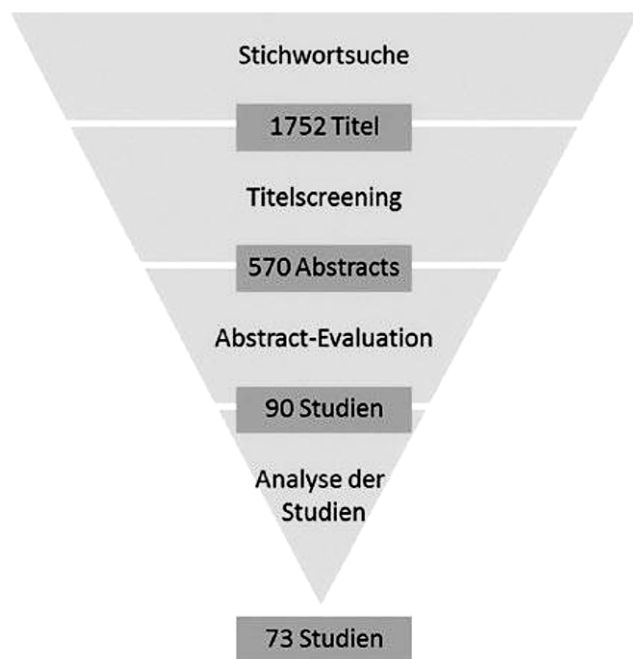 Stichwortsuche
1752 Titel
Titelscreening
570 Abstracts
Abstract-Evaluation
90 Studien
Analyse der
Studien
73 Studien